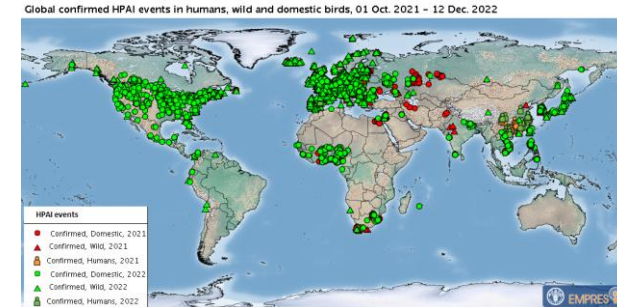 Global confirmed HPAI events in humans, wild and domestic birds, 01 Oct. 2021 - 12 Dec. 2022
HPAI events
Confirmed, Domestic, 2021
Confirmed, Wild, 2021
Confirmed, Humans, 2021
Confirmed, Domestic, 2022
Confirmed, Wild, 2022
Confirmed, Humans, 2022
EMPRES